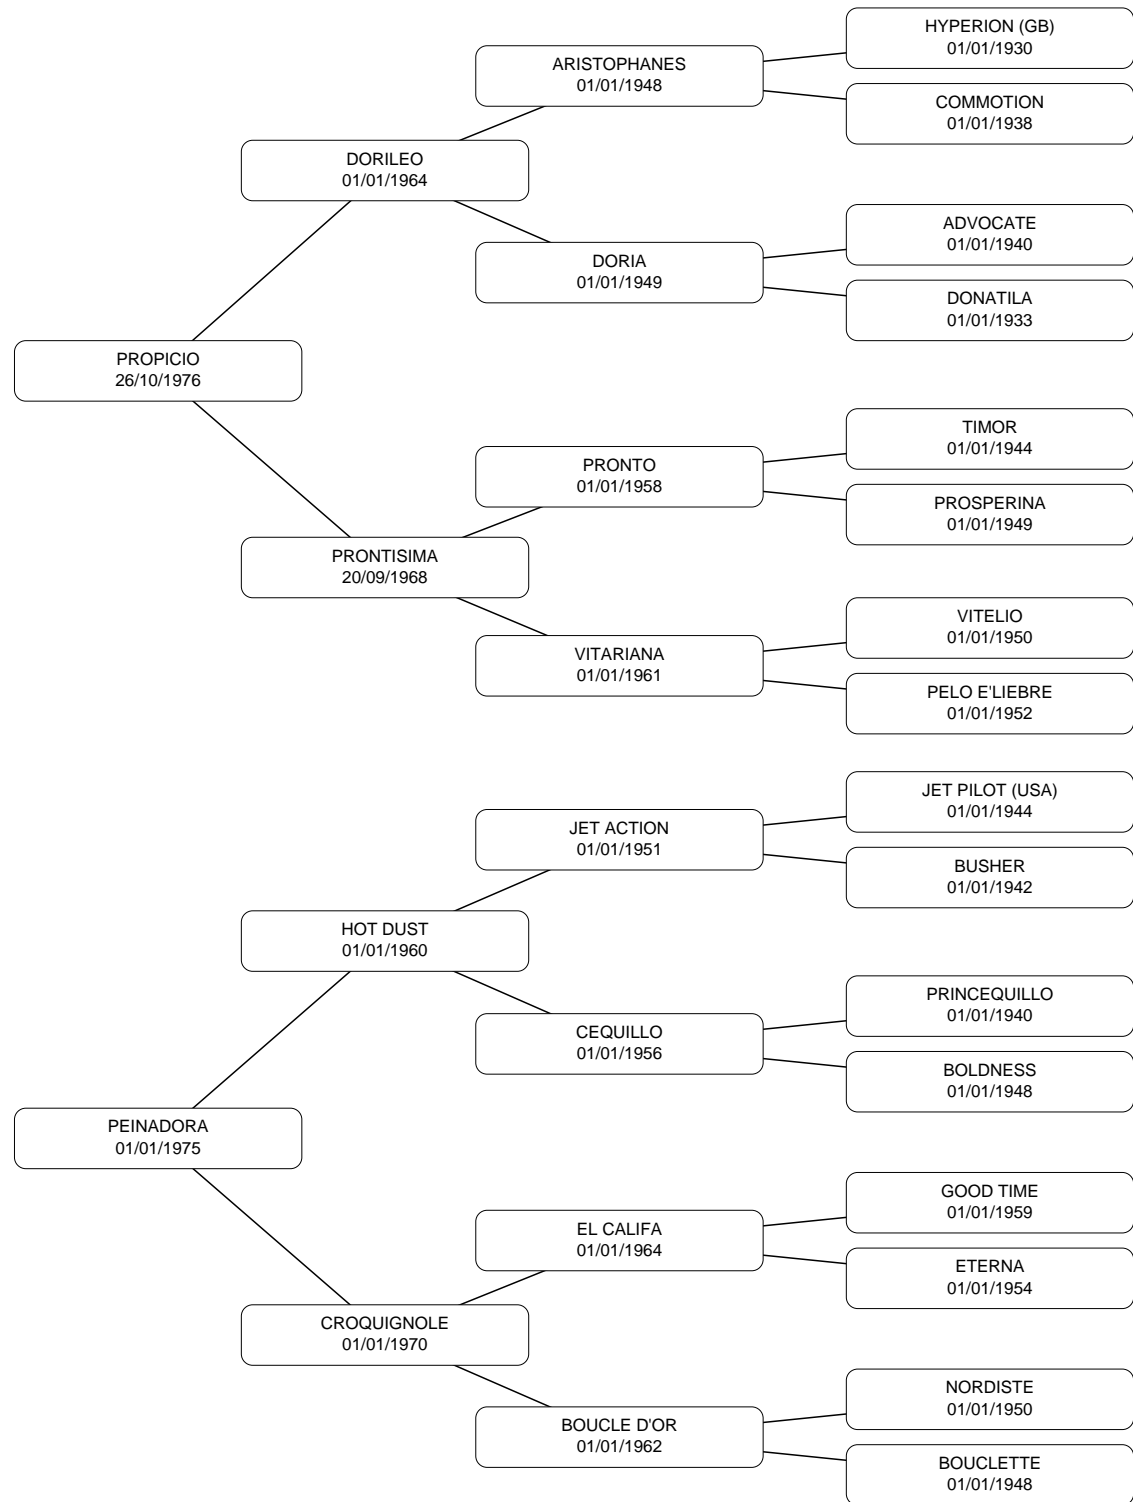 HYPERION (GB)
01/01/1930
ARISTOPHANES
01/01/1948
COMMOTION
01/01/1938
DORILEO
01/01/1964
ADVOCATE
01/01/1940
DORIA
01/01/1949
DONATILA
01/01/1933
PROPICIO
26/10/1976
TIMOR
01/01/1944
PRONTO
01/01/1958
PROSPERINA
01/01/1949
PRONTISIMA
20/09/1968
VITELIO
01/01/1950
VITARIANA
01/01/1961
PELO E'LIEBRE
01/01/1952
JET PILOT (USA)
01/01/1944
JET ACTION
01/01/1951
BUSHER
01/01/1942
HOT DUST
01/01/1960
PRINCEQUILLO
01/01/1940
CEQUILLO
01/01/1956
BOLDNESS
01/01/1948
PEINADORA
01/01/1975
GOOD TIME
01/01/1959
EL CALIFA
01/01/1964
ETERNA
01/01/1954
CROQUIGNOLE
01/01/1970
NORDISTE
01/01/1950
BOUCLE D'OR
01/01/1962
BOUCLETTE
01/01/1948